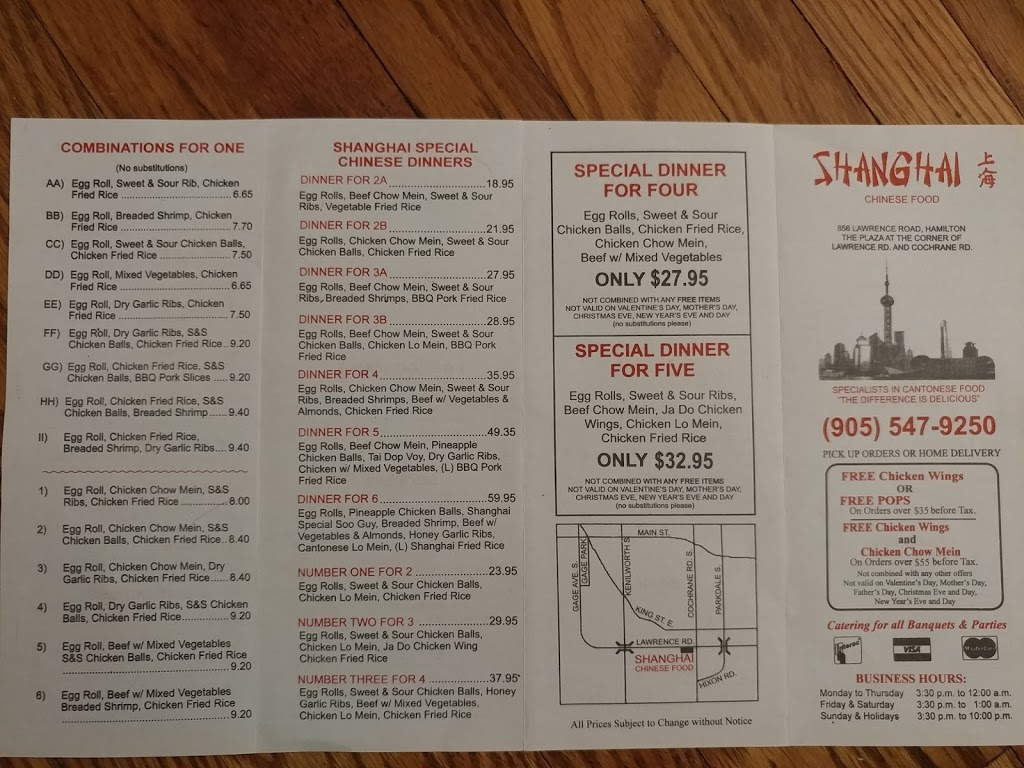 COMBINATIONS FOR ONE
(No substitutions)
AA) Egg Roll, Sweet & Sour Rib, Chicken
Fried Rice ........................ 6.65
BB) Egg Roll, Breaded Shrimp, Chicken
Fried Rice ........................ 7.70
CC) Egg Roll, Sweet & Sour Chicken Balls,
Chicken Fried Rice ................ 7.50
DD) Egg Roll, Mixed Vegetables, Chicken
Fried Rice ........................ 6.65
EE) Egg Roll, Dry Garlic Ribs, Chicken
Fried Rice ........................ 7.50
FF) Egg Roll, Dry Garlic Ribs, S&S
Chicken Balls, Chicken Fried Rice..9.20
GG) Egg Roll, Chicken Fried Rice, S&S
Chicken Balls, BBQ Pork Slices .....9.20
HH) Egg Roll, Chicken Fried Rice, S&S
Chicken Balls, Breaded Shrimp .....9.40
II) Egg Roll, Chicken Fried Rice,
Breaded Shrimp, Dry Garlic Ribs....9.40
1) Egg Roll, Chicken Chow Mein, S&S
Ribs, Chicken Fried Rice ..........8.00
2) Egg Roll, Chicken Chow Mein, S&S
Chicken Balls, Chicken Fried Rice..8.40
3) Egg Roll, Chicken Chow Mein, Dry
Garlic Ribs, Chicken Fried Rice .....8.40
4) Egg Roll, Dry Garlic Ribs, S&S Chicken
Balls, Chicken Fried Rice............9.20
5) Egg Roll, Beef w/ Mixed Vegetables
S&S Chicken Balls, Chicken Fried Rice
........................9.20
6) Egg Roll, Beef w/ Mixed Vegetables
Breaded Shrimp, Chicken Fried Rice
........................9.20
SHANGHAI SPECIAL
CHINESE DINNERS
DINNER FOR 2A ........................18.95
Egg Rolls, Beef Chow Mein, Sweet & Sour
Ribs, Vegetable Fried Rice
DINNER FOR 2B ........................21.95
Egg Rolls, Chicken Chow Mein, Sweet & Sour
Chicken Balls, Chicken Fried Rice
DINNER FOR 3A ........................27.95
Egg Rolls, Beef Chow Mein, Sweet & Sour
Ribs, Breaded Shrimps, BBQ Pork Fried Rice
DINNER FOR 3B ........................28.95
Egg Rolls, Beef Chow Mein, Sweet & Sour
Chicken Balls, Chicken Lo Mein, BBQ Pork
Fried Rice
DINNER FOR 4 ........................35.95
Egg Rolls, Chicken Chow Mein, Sweet & Sour
Ribs, Breaded Shrimps, Beef w/ Vegetables &
Almonds, Chicken Fried Rice
DINNER FOR 5 ........................49.35
Egg Rolls, Beef Chow Mein, Pineapple
Chicken Balls, Tai Dop Voy, Dry Garlic Ribs,
Chicken w/ Mixed Vegetables, (L) BBQ Pork
Fried Rice
DINNER FOR 6 ........................59.95
Egg Rolls, Pineapple Chicken Balls, Shanghai
Special Soo Guy, Breaded Shrimp, Beef w/
Vegetables & Almonds, Honey Garlic Ribs,
Cantonese Lo Mein, (L) Shanghai Fried Rice
NUMBER ONE FOR 2 ....................23.95
Egg Rolls, Sweet & Sour Chicken Balls,
Chicken Lo Mein, Chicken Fried Rice
NUMBER TWO FOR 3 ....................29.95
Egg Rolls, Sweet & Sour Chicken Balls,
Chicken Lo Mein, Ja Do Chicken Wing
Chicken Fried Rice
NUMBER THREE FOR 4 ..................37.95
Egg Rolls, Sweet & Sour Chicken Balls, Honey
Garlic Ribs, Beef w/ Mixed Vegetables,
Chicken Lo Mein, Chicken Fried Rice
SPECIAL DINNER
FOR FOUR
Egg Rolls, Sweet & Sour
Chicken Balls, Chicken Fried Rice,
Chicken Chow Mein,
Beef w/ Mixed Vegetables
ONLY $27.95
NOT COMBINED WITH ANY FREE ITEMS
NOT VALID ON VALENTINE'S DAY, MOTHER'S DAY,
CHRISTMAS EVE, NEW YEAR'S EVE AND DAY
(no substitutions please)
SPECIAL DINNER
FOR FIVE
Egg Rolls, Sweet & Sour Ribs,
Beef Chow Mein, Ja Do Chicken
Wings, Chicken Lo Mein,
Chicken Fried Rice
ONLY $32.95
NOT COMBINED WITH ANY FREE ITEMS
NOT VALID ON VALENTINE'S DAY, MOTHER'S DAY,
CHRISTMAS EVE, NEW YEAR'S EVE AND DAY
(no substitutions please)
MAIN ST.
GAGE AVE. S.
GAGE PARK
KENILWORTH S.
COCHRANE RD. S.
PARKDALE S.
KING ST. E.
LAWRENCE RD.
SHANGHAI
CHINESE FOOD
HIXON RD.
All Prices Subject to Change without Notice
SHANGHAI 上海
CHINESE FOOD
856 LAWRENCE ROAD, HAMILTON
THE PLAZA AT THE CORNER OF
LAWRENCE RD. AND COCHRANE RD.
SPECIALISTS IN CANTONESE FOOD
"THE DIFFERENCE IS DELICIOUS"
(905) 547-9250
PICK UP ORDERS OR HOME DELIVERY
FREE Chicken Wings
OR
FREE POPS
On Orders over $35 before Tax.
FREE Chicken Wings
and
Chicken Chow Mein
On Orders over $55 before Tax.
Not combined with any other offers
Not valid on Valentine's Day, Mother's Day,
Father's Day, Christmas Eve and Day,
New Year's Eve and Day
Catering for all Banquets & Parties
Interac
VISA
MasterCard
BUSINESS HOURS:
Monday to Thursday 3:30 p.m. to 12:00 a.m.
Friday & Saturday 3:30 p.m. to 1:00 a.m.
Sunday & Holidays 3:30 p.m. to 10:00 p.m.